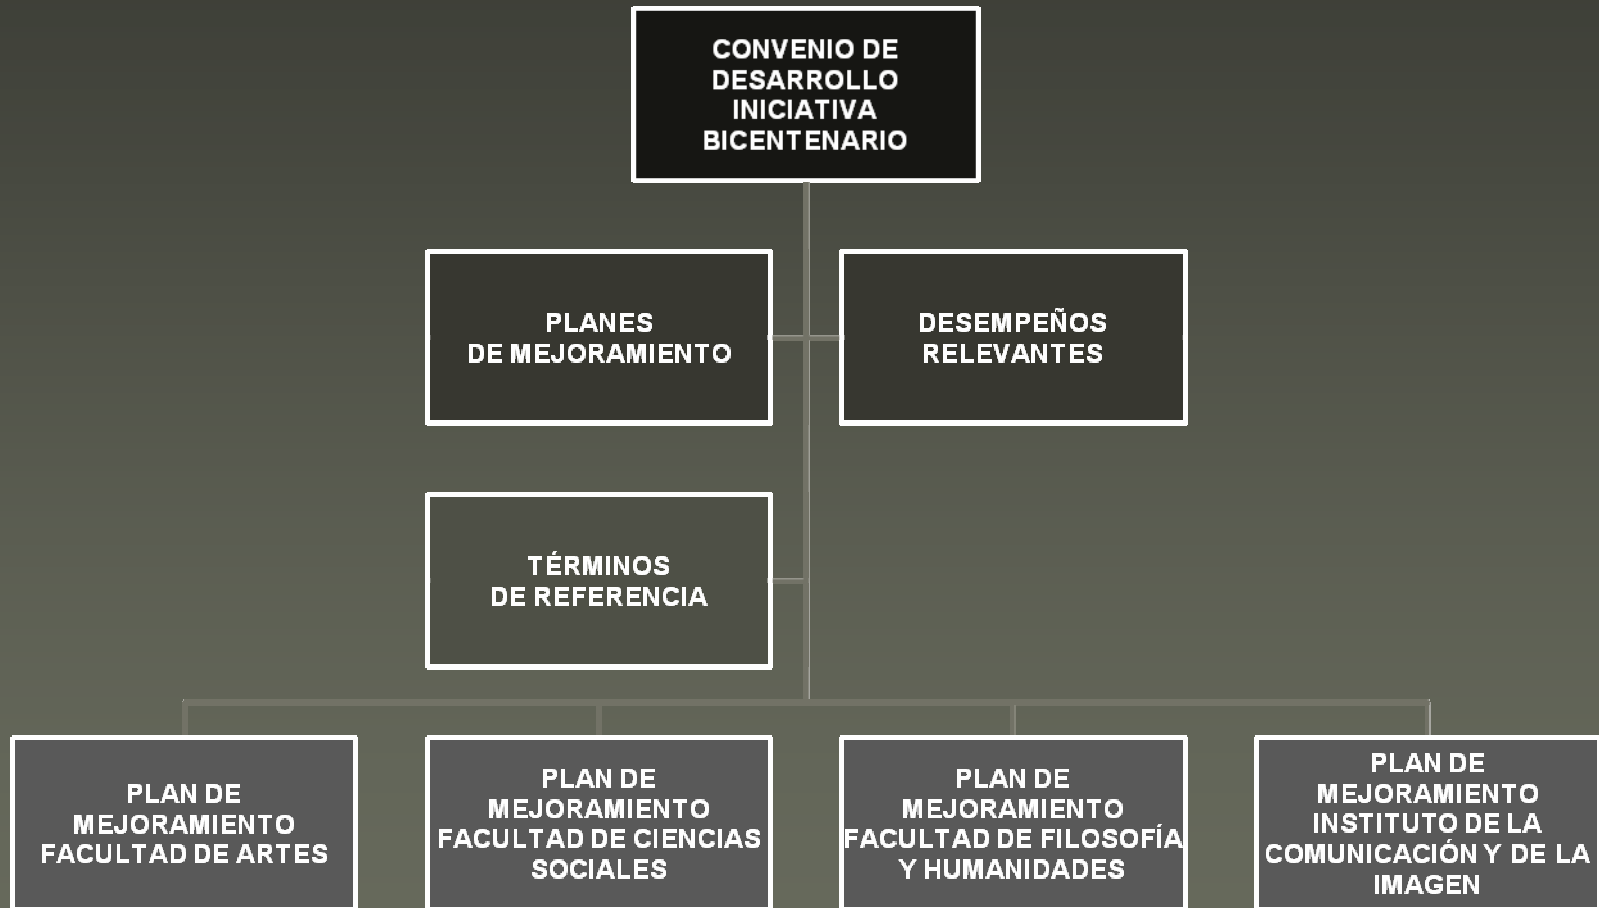 CONVENIO DE
DESARROLLO
INICIATIVA
BICENTENARIO
PLANES
DE MEJORAMIENTO
DESEMPEÑOS
RELEVANTES
TÉRMINOS
DE REFERENCIA
PLAN DE
MEJORAMIENTO
FACULTAD DE ARTES
PLAN DE
MEJORAMIENTO
FACULTAD DE CIENCIAS
SOCIALES
PLAN DE
MEJORAMIENTO
FACULTAD DE FILOSOFÍA
Y HUMANIDADES
PLAN DE
MEJORAMIENTO
INSTITUTO DE LA
COMUNICACIÓN Y DE LA
IMAGEN